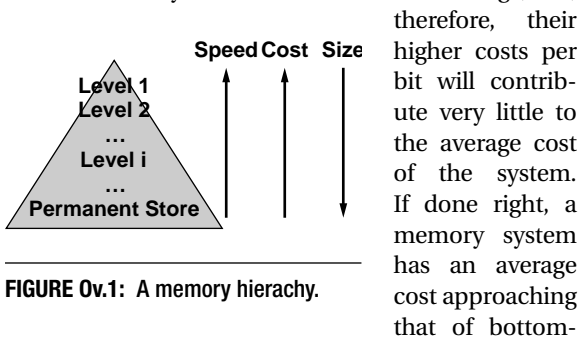 Speed Cost Size
Level 1
Level 2
…
Level i
…
Permanent Store
FIGURE Ov.1: A memory hierachy.
therefore, their
higher costs per
bit will contrib-
ute very little to
the average cost
of the system.
If done right, a
memory system
has an average
cost approaching
that of bottom-